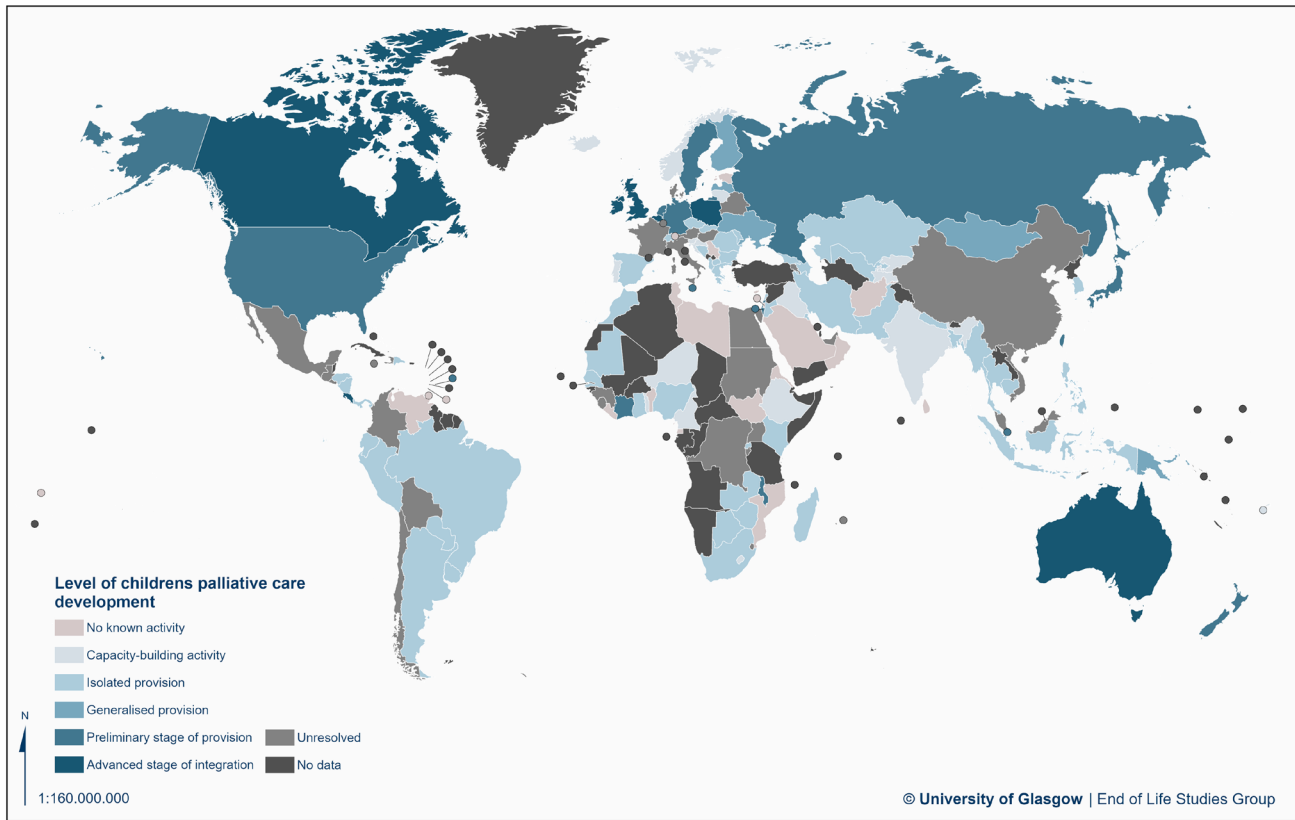 Level of childrens palliative care
development
No known activity
Capacity-building activity
Isolated provision
Generalised provision
Preliminary stage of provision
Unresolved
Advanced stage of integration
No data
N
1:160.000.000
© University of Glasgow | End of Life Studies Group